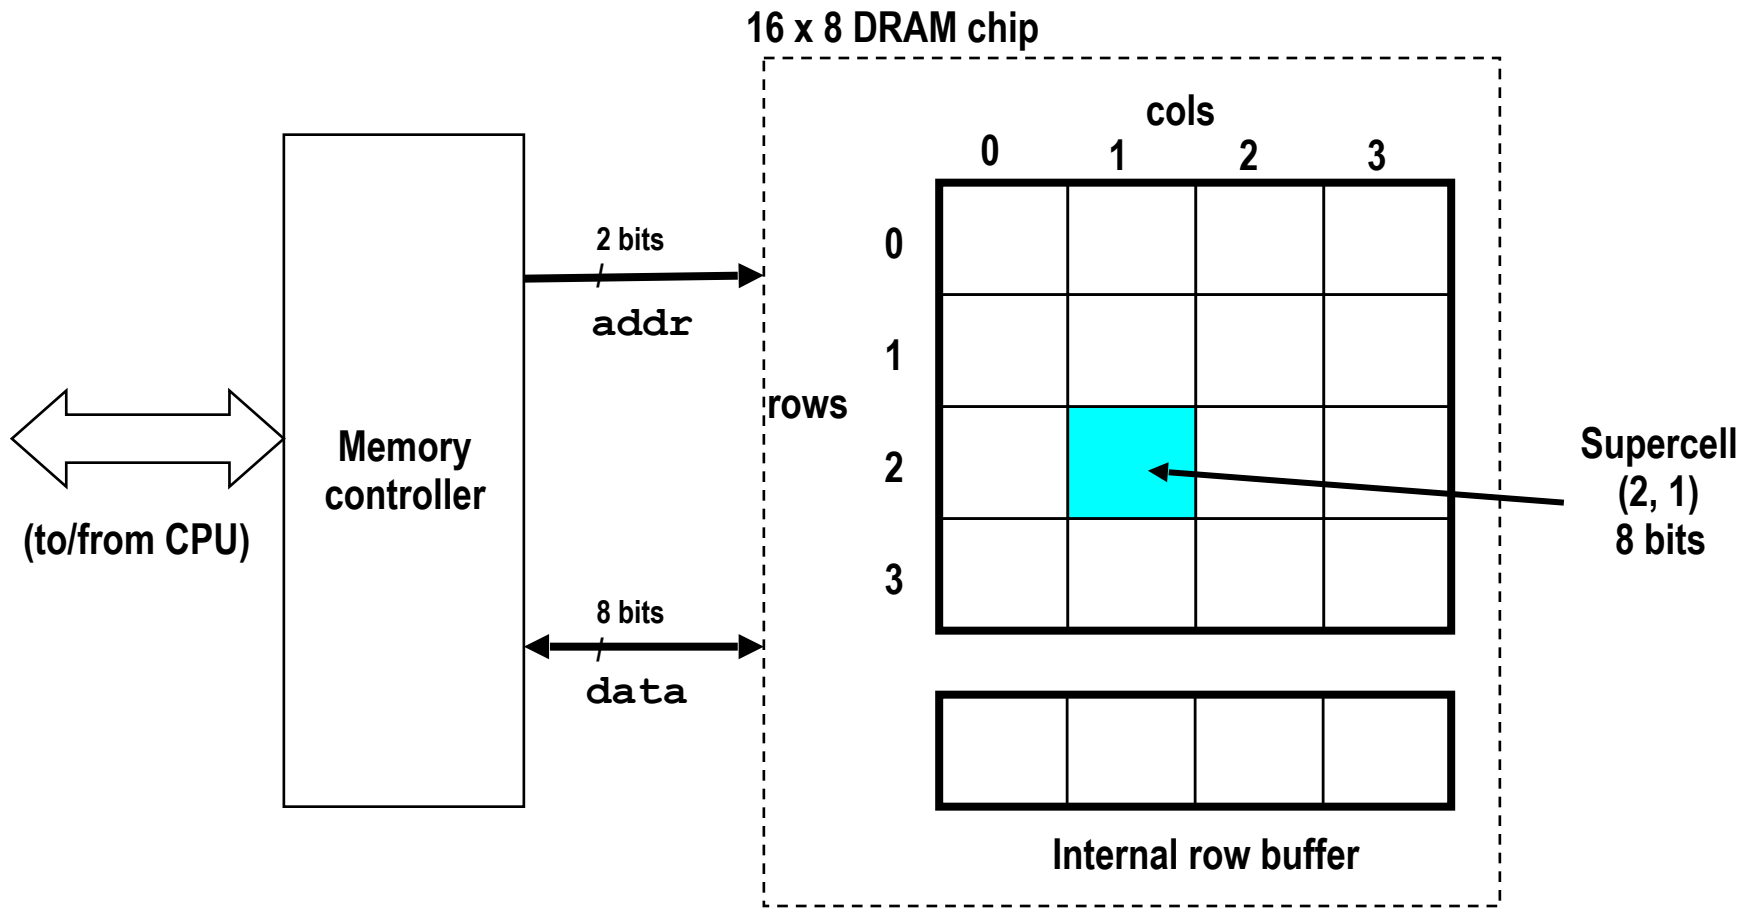 16 x 8 DRAM chip
cols
0 1 2 3
2 bits
addr
0
1
rows
2
3
Memory
controller
(to/from CPU)
Supercell
(2, 1)
8 bits
8 bits
data
Internal row buffer